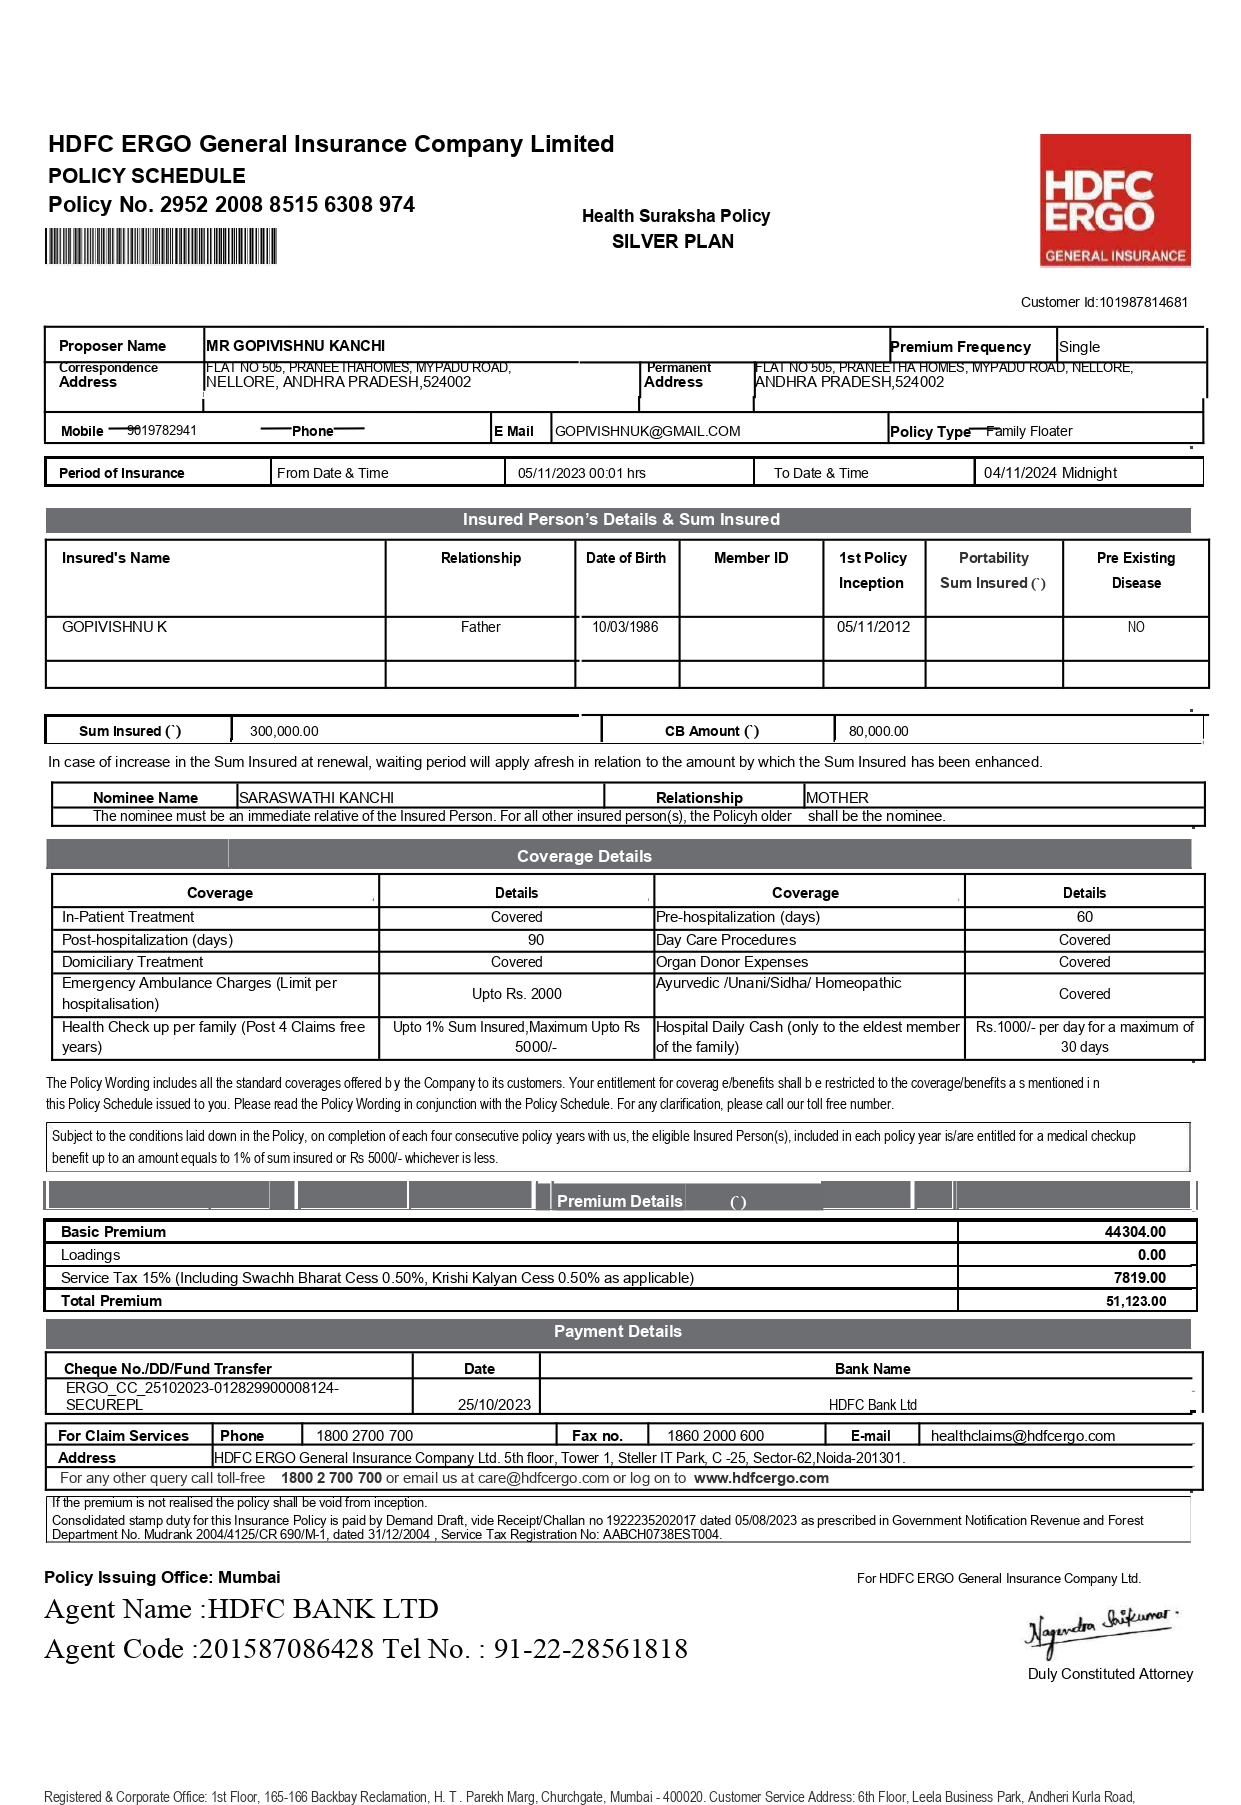 HDFC ERGO General Insurance Company Limited
POLICY SCHEDULE
Policy No. 2952 2008 8515 6308 974
Health Suraksha Policy
SILVER PLAN
HDFC
ERGO
GENERAL INSURANCE
Customer Id:101987814681
Proposer Name MR GOPIVISHNU KANCHI Premium Frequency Single
Correspondence FLAT NO 505, PRANEETHAHOMES, MYPADU ROAD, Permanent FLAT NO 505, PRANEETHA HOMES, MYPADU ROAD, NELLORE,
Address NELLORE, ANDHRA PRADESH,524002 Address ANDHRA PRADESH,524002
Mobile 9019782941 Phone E Mail GOPIVISHNUK@GMAIL.COM Policy Type Family Floater
Period of Insurance From Date & Time 05/11/2023 00:01 hrs To Date & Time 04/11/2024 Midnight
Insured Person's Details & Sum Insured
Insured's Name Relationship Date of Birth Member ID 1st Policy Portability Pre Existing
Inception Sum Insured (`) Disease
GOPIVISHNU K Father 10/03/1986 05/11/2012 NO
Sum Insured (`) 300,000.00 CB Amount (`) 80,000.00
In case of increase in the Sum Insured at renewal, waiting period will apply afresh in relation to the amount by which the Sum Insured has been enhanced.
Nominee Name SARASWATHI KANCHI Relationship MOTHER
The nominee must be an immediate relative of the Insured Person. For all other insured person(s), the Policyh older shall be the nominee.
Coverage Details
Coverage Details Coverage Details
In-Patient Treatment Covered Pre-hospitalization (days) 60
Post-hospitalization (days) 90 Day Care Procedures Covered
Domiciliary Treatment Covered Organ Donor Expenses Covered
Emergency Ambulance Charges (Limit per Upto Rs. 2000 Ayurvedic /Unani/Sidha/ Homeopathic Covered
hospitalisation)
Health Check up per family (Post 4 Claims free Upto 1% Sum Insured,Maximum Upto Rs Hospital Daily Cash (only to the eldest member Rs.1000/- per day for a maximum of
years) 5000/- of the family) 30 days
The Policy Wording includes all the standard coverages offered b y the Company to its customers. Your entitlement for coverag e/benefits shall b e restricted to the coverage/benefits a s mentioned i n
this Policy Schedule issued to you. Please read the Policy Wording in conjunction with the Policy Schedule. For any clarification, please call our toll free number.
Subject to the conditions laid down in the Policy, on completion of each four consecutive policy years with us, the eligible Insured Person(s), included in each policy year is/are entitled for a medical checkup
benefit up to an amount equals to 1% of sum insured or Rs 5000/- whichever is less.
Premium Details (`)
Basic Premium 44304.00
Loadings 0.00
Service Tax 15% (Including Swachh Bharat Cess 0.50%, Krishi Kalyan Cess 0.50% as applicable) 7819.00
Total Premium 51,123.00
Payment Details
Cheque No./DD/Fund Transfer Date Bank Name
ERGO_CC_25102023-012829900008124-
SECUREPL 25/10/2023 HDFC Bank Ltd
For Claim Services Phone 1800 2700 700 Fax no. 1860 2000 600 E-mail healthclaims@hdfcergo.com
Address HDFC ERGO General Insurance Company Ltd. 5th floor, Tower 1, Steller IT Park, C -25, Sector-62,Noida-201301.
For any other query call toll-free 1800 2 700 700 or email us at care@hdfcergo.com or log on to www.hdfcergo.com
If the premium is not realised the policy shall be void from inception.
Consolidated stamp duty for this Insurance Policy is paid by Demand Draft, vide Receipt/Challan no 1922235202017 dated 05/08/2023 as prescribed in Government Notification Revenue and Forest
Department No. Mudrank 2004/4125/CR 690/M-1, dated 31/12/2004 , Service Tax Registration No: AABCH0738EST004.
Policy Issuing Office: Mumbai For HDFC ERGO General Insurance Company Ltd.
Agent Name :HDFC BANK LTD
Agent Code :201587086428 Tel No. : 91-22-28561818
Nagendra Saikumar.
Duly Constituted Attorney
Registered & Corporate Office: 1st Floor, 165-166 Backbay Reclamation, H. T . Parekh Marg, Churchgate, Mumbai - 400020. Customer Service Address: 6th Floor, Leela Business Park, Andheri Kurla Road,